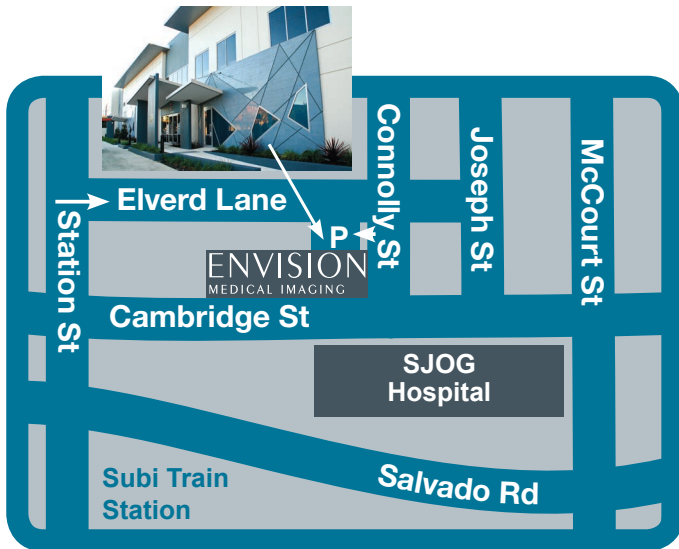 Connolly St
Joseph St
McCourt St
Elverd Lane
Station St
P
ENVISION
MEDICAL IMAGING
Cambridge St
SJOG
Hospital
Salvado Rd
Subi Train
Station